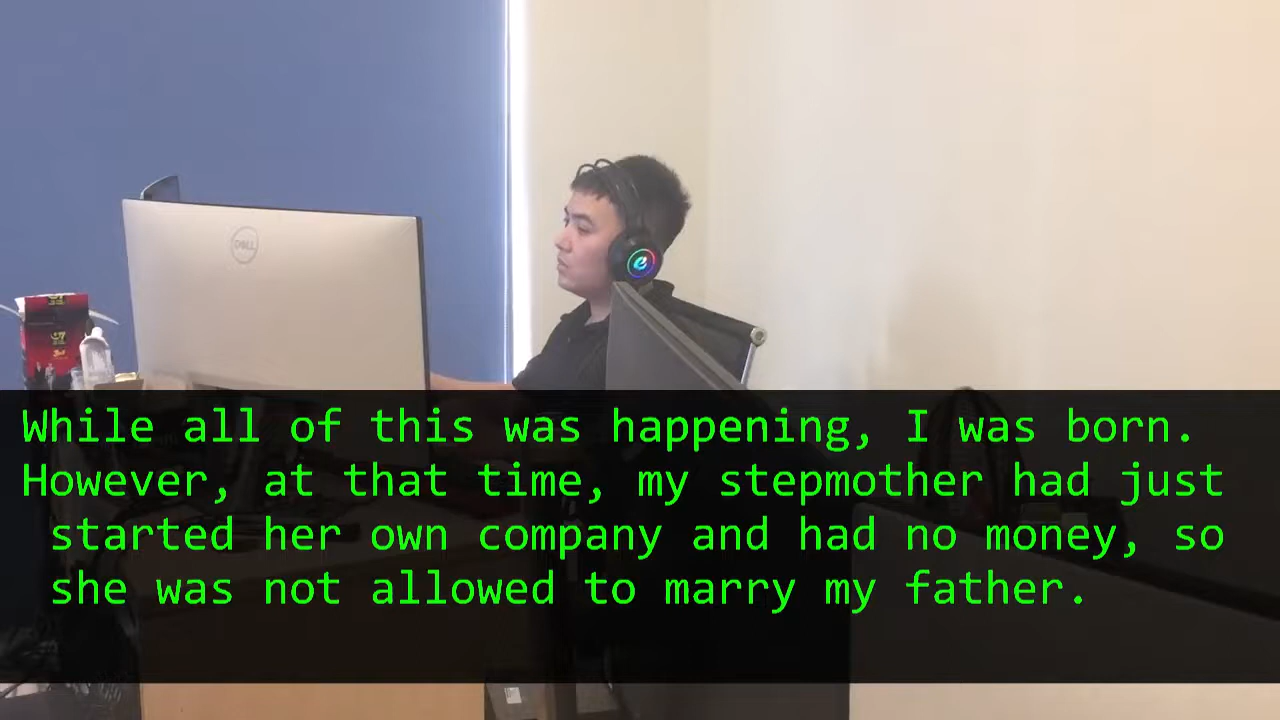 DELL
While all of this was happening, I was born.
However, at that time, my stepmother had just
started her own company and had no money, so
she was not allowed to marry my father.